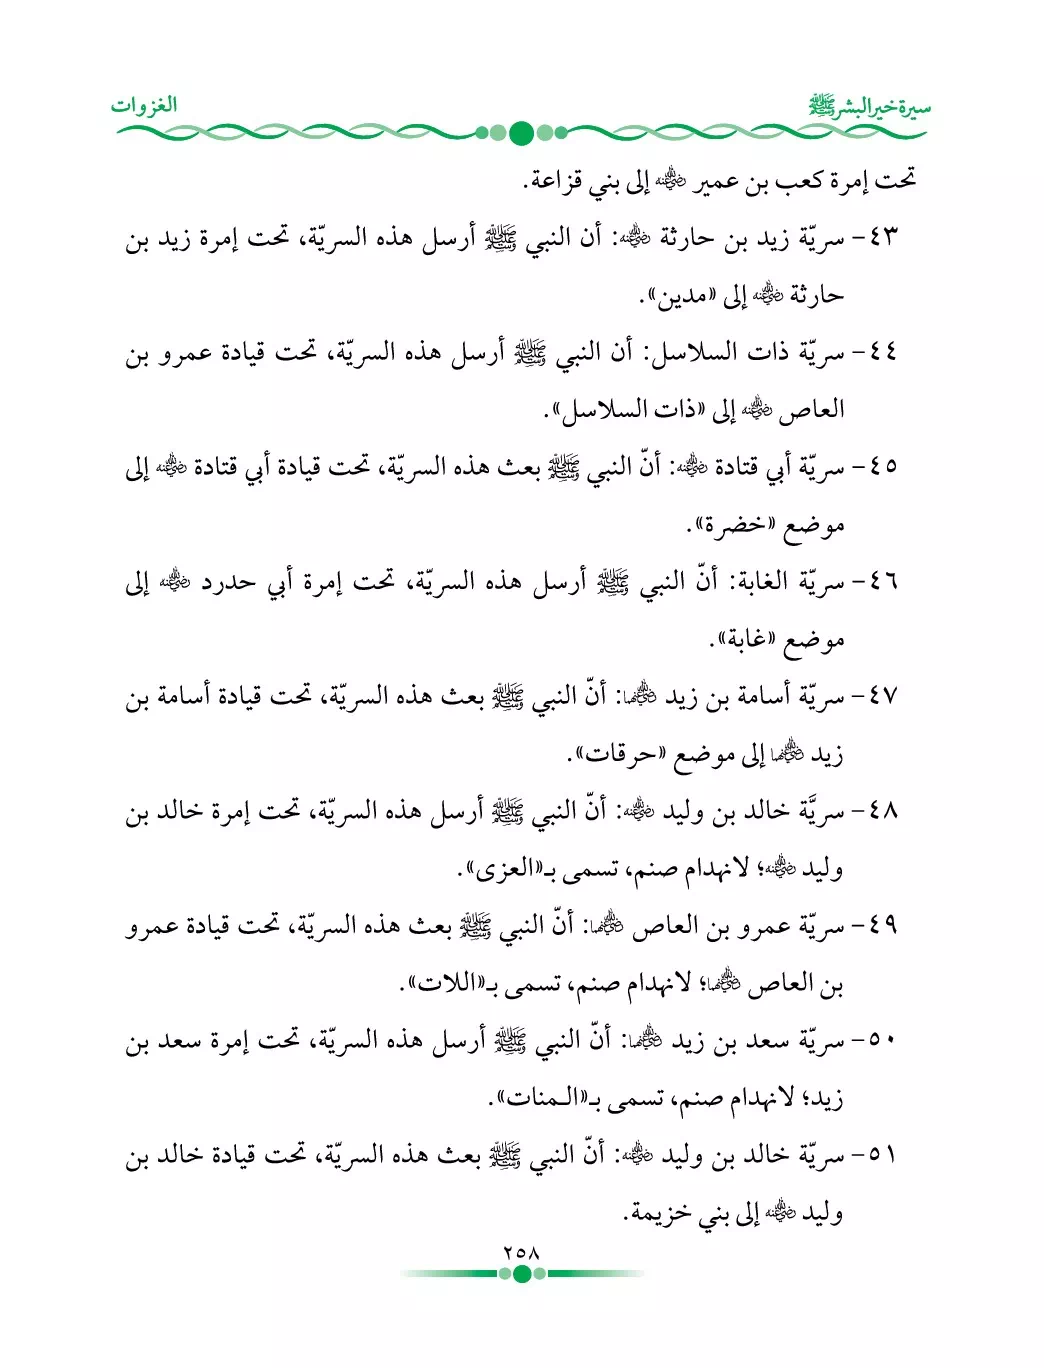 سيرة خير البشر ﷺ
الغزوات
تحت إمرة كعب بن عمير رضي الله عنه إلى بني قزاعة.
٤٣- سريّة زيد بن حارثة رضي الله عنه: أن النبي ﷺ أرسل هذه السريّة، تحت إمرة زيد بن
حارثة رضي الله عنه إلى «مدين».
٤٤- سريّة ذات السلاسل: أن النبي ﷺ أرسل هذه السريّة، تحت قيادة عمرو بن
العاص رضي الله عنه إلى «ذات السلاسل».
٤٥- سريّة أبي قتادة رضي الله عنه: أنّ النبي ﷺ بعث هذه السريّة، تحت قيادة أبي قتادة رضي الله عنه إلى
موضع «خضرة».
٤٦- سريّة الغابة: أنّ النبي ﷺ أرسل هذه السريّة، تحت إمرة أبي حدرد رضي الله عنه إلى
موضع «غابة».
٤٧- سريّة أسامة بن زيد رضي الله عنهما: أنّ النبي ﷺ بعث هذه السريّة، تحت قيادة أسامة بن
زيد رضي الله عنهما إلى موضع «حرقات».
٤٨- سريَّة خالد بن وليد رضي الله عنه: أنّ النبي ﷺ أرسل هذه السريّة، تحت إمرة خالد بن
وليد رضي الله عنه؛ لانهدام صنم، تسمى بـ«العزى».
٤٩- سريّة عمرو بن العاص رضي الله عنهما: أنّ النبي ﷺ بعث هذه السريّة، تحت قيادة عمرو
بن العاص رضي الله عنهما؛ لانهدام صنم، تسمى بـ«اللات».
٥٠- سريّة سعد بن زيد رضي الله عنهما: أنّ النبي ﷺ أرسل هذه السريّة، تحت إمرة سعد بن
زيد؛ لانهدام صنم، تسمى بـ«الـمنات».
٥١- سريّة خالد بن وليد رضي الله عنه: أنّ النبي ﷺ بعث هذه السريّة، تحت قيادة خالد بن
وليد رضي الله عنه إلى بني خزيمة.
٢٥٨